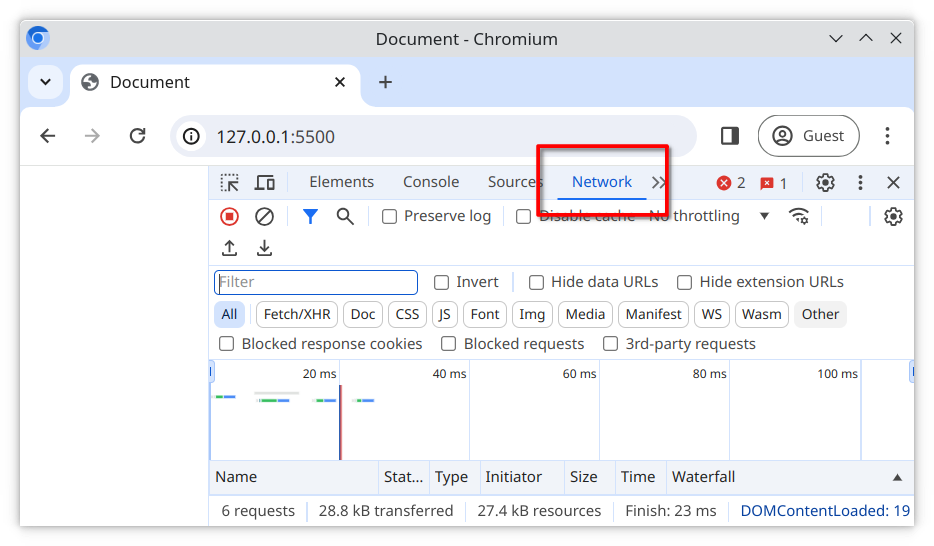 Document - Chromium
Document
127.0.0.1:5500 Guest
Elements Console Sources Network 2 1
Preserve log Disable cache No throttling
Filter Invert Hide data URLs Hide extension URLs
All Fetch/XHR Doc CSS JS Font Img Media Manifest WS Wasm Other
Blocked response cookies Blocked requests 3rd-party requests
20 ms 40 ms 60 ms 80 ms 100 ms
Name Stat... Type Initiator Size Time Waterfall
6 requests 28.8 kB transferred 27.4 kB resources Finish: 23 ms DOMContentLoaded: 19